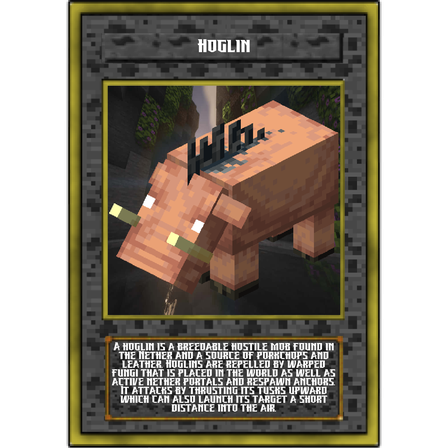 HOGLIN
A HOGLIN IS A BREEDABLE HOSTILE MOB FOUND IN
THE NETHER AND A SOURCE OF PORKCHOPS AND
LEATHER. HOGLINS ARE REPELLED BY WARPED
FUNGI THAT IS PLACED IN THE WORLD AS WELL AS
ACTIVE NETHER PORTALS AND RESPAWN ANCHORS.
IT ATTACKS BY THRUSTING ITS TUSKS UPWARD,
WHICH CAN ALSO LAUNCH ITS TARGET A SHORT
DISTANCE INTO THE AIR.